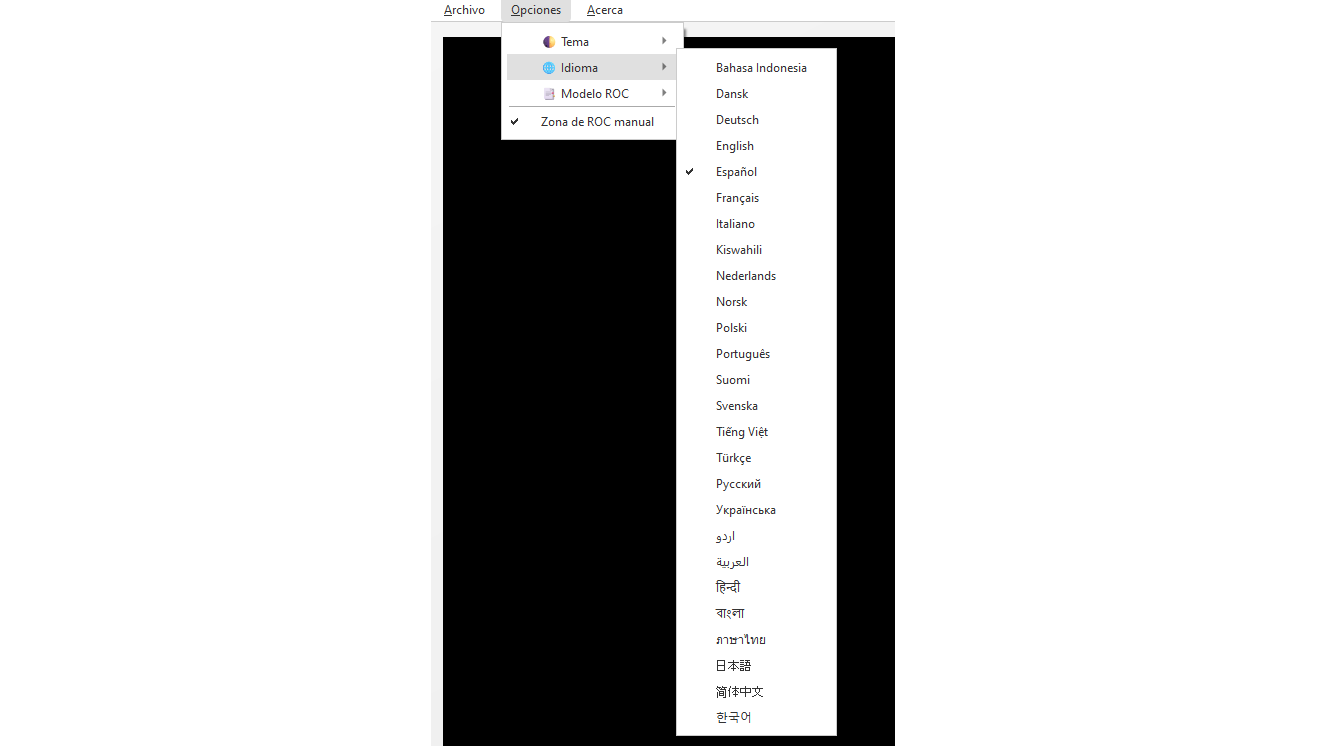 Archivo Opciones Acerca
Tema
Idioma
Modelo ROC
Zona de ROC manual
Bahasa Indonesia
Dansk
Deutsch
English
Español
Français
Italiano
Kiswahili
Nederlands
Norsk
Polski
Português
Suomi
Svenska
Tiếng Việt
Türkçe
Русский
Українська
اردو
العربية
हिन्दी
বাংলা
ภาษาไทย
日本語
简体中文
한국어